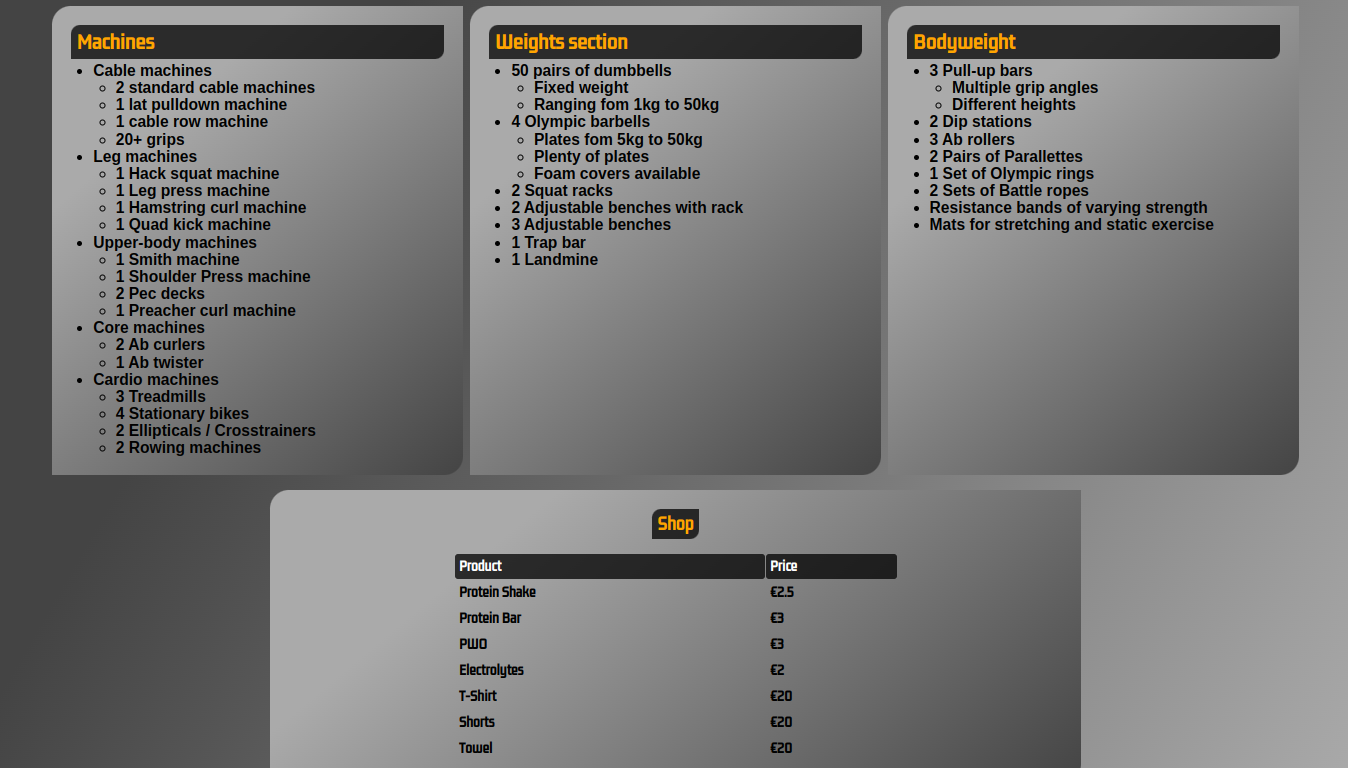 Machines
Cable machines
2 standard cable machines
1 lat pulldown machine
1 cable row machine
20+ grips
Leg machines
1 Hack squat machine
1 Leg press machine
1 Hamstring curl machine
1 Quad kick machine
Upper-body machines
1 Smith machine
1 Shoulder Press machine
2 Pec decks
1 Preacher curl machine
Core machines
2 Ab curlers
1 Ab twister
Cardio machines
3 Treadmills
4 Stationary bikes
2 Ellipticals / Crosstrainers
2 Rowing machines
Weights section
50 pairs of dumbbells
Fixed weight
Ranging fom 1kg to 50kg
4 Olympic barbells
Plates fom 5kg to 50kg
Plenty of plates
Foam covers available
2 Squat racks
2 Adjustable benches with rack
3 Adjustable benches
1 Trap bar
1 Landmine
Bodyweight
3 Pull-up bars
Multiple grip angles
Different heights
2 Dip stations
3 Ab rollers
2 Pairs of Parallettes
1 Set of Olympic rings
2 Sets of Battle ropes
Resistance bands of varying strength
Mats for stretching and static exercise
Shop
Product Price
Protein Shake €2.5
Protein Bar €3
PWO €3
Electrolytes €2
T-Shirt €20
Shorts €20
Towel €20